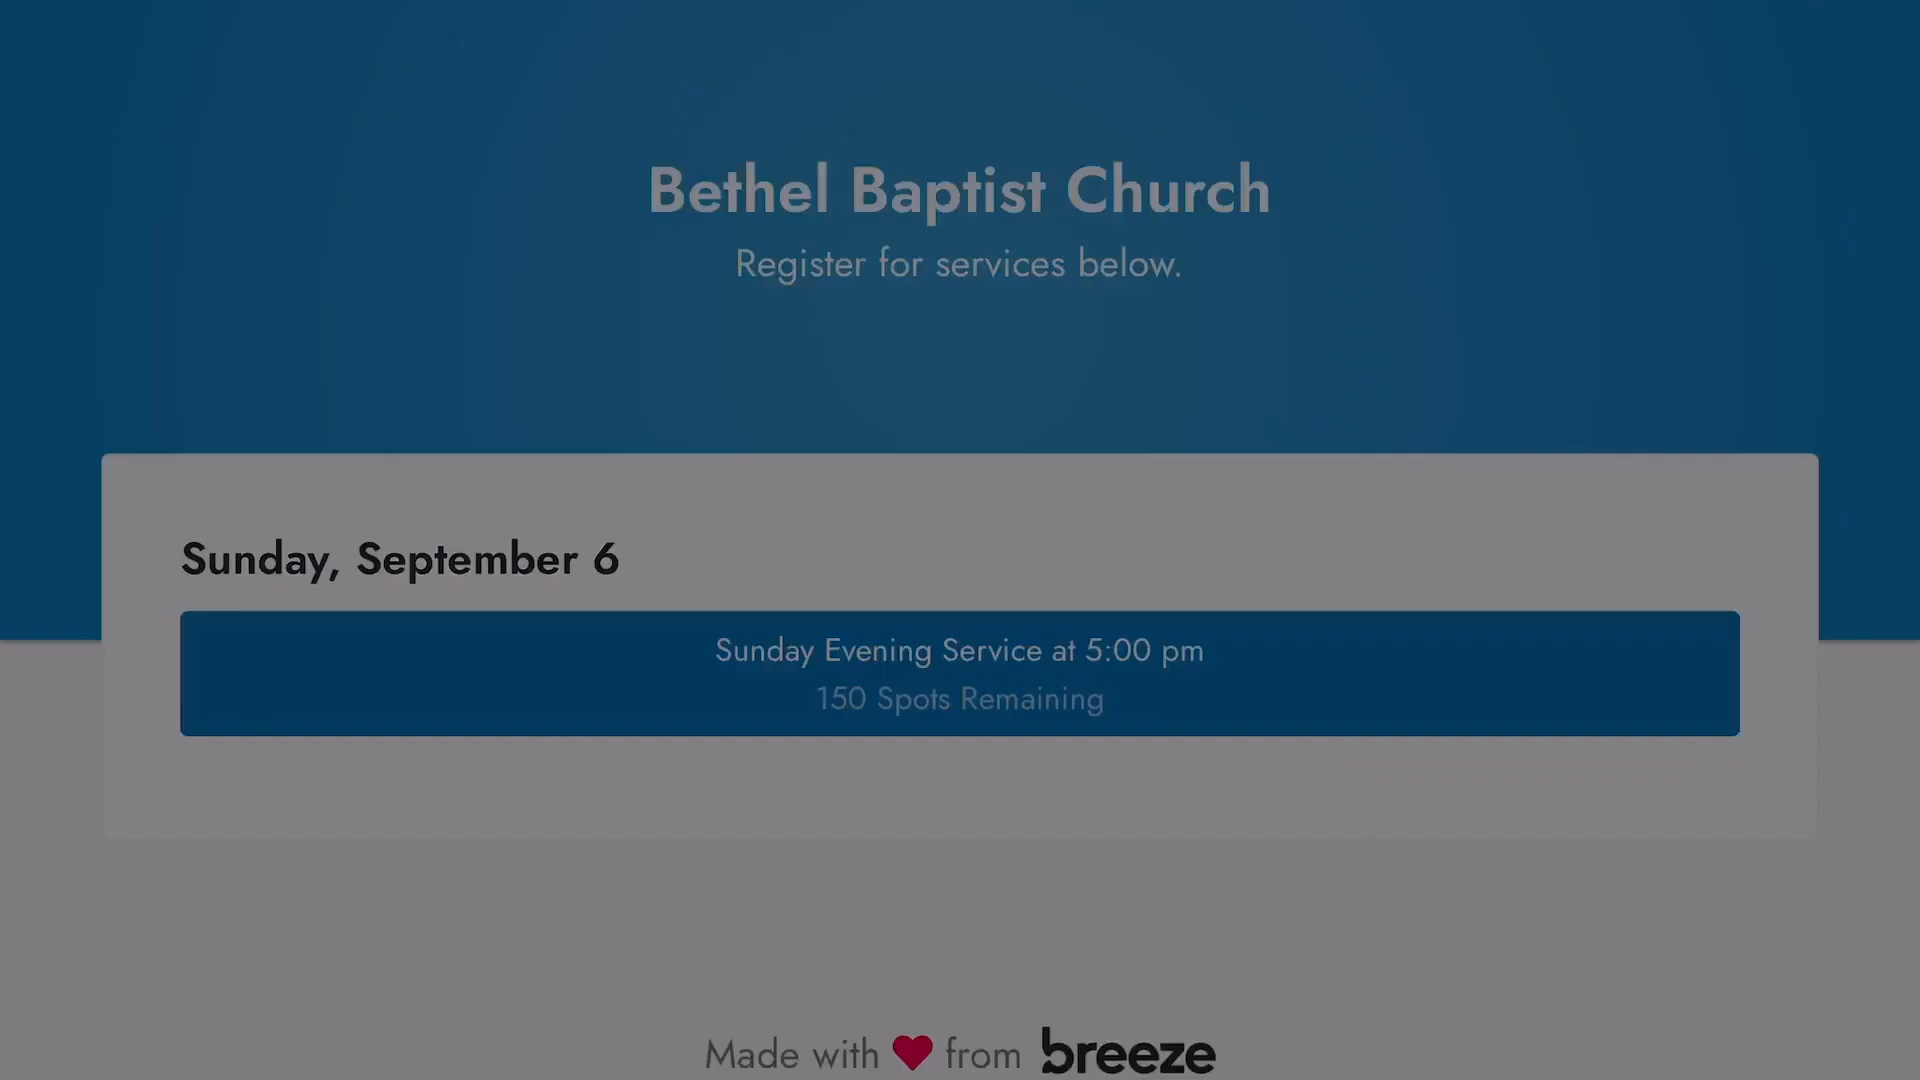 Bethel Baptist Church
Register for services below.
Sunday, September 6
Sunday Evening Service at 5:00 pm
150 Spots Remaining
Made with ❤ from breeze